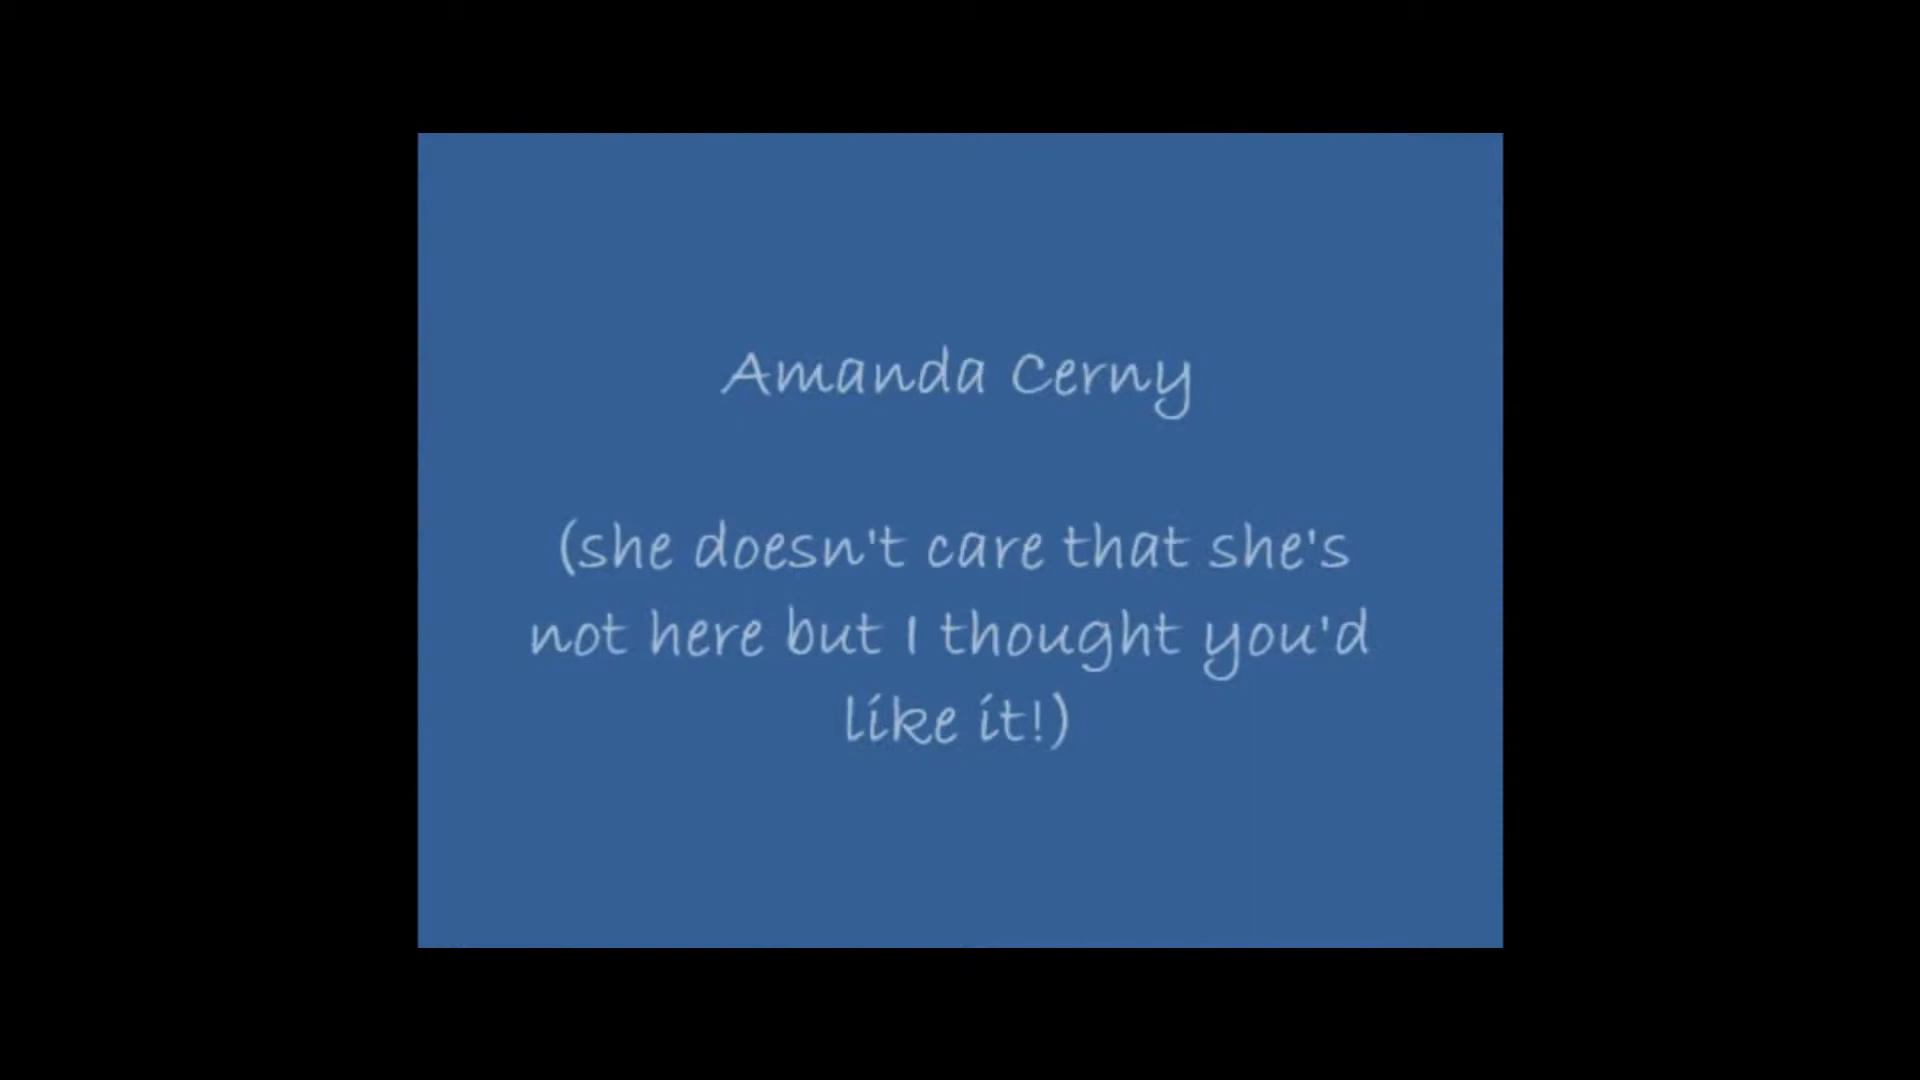 Amanda Cerny
(she doesn't care that she's
not here but I thought you'd
like it!)